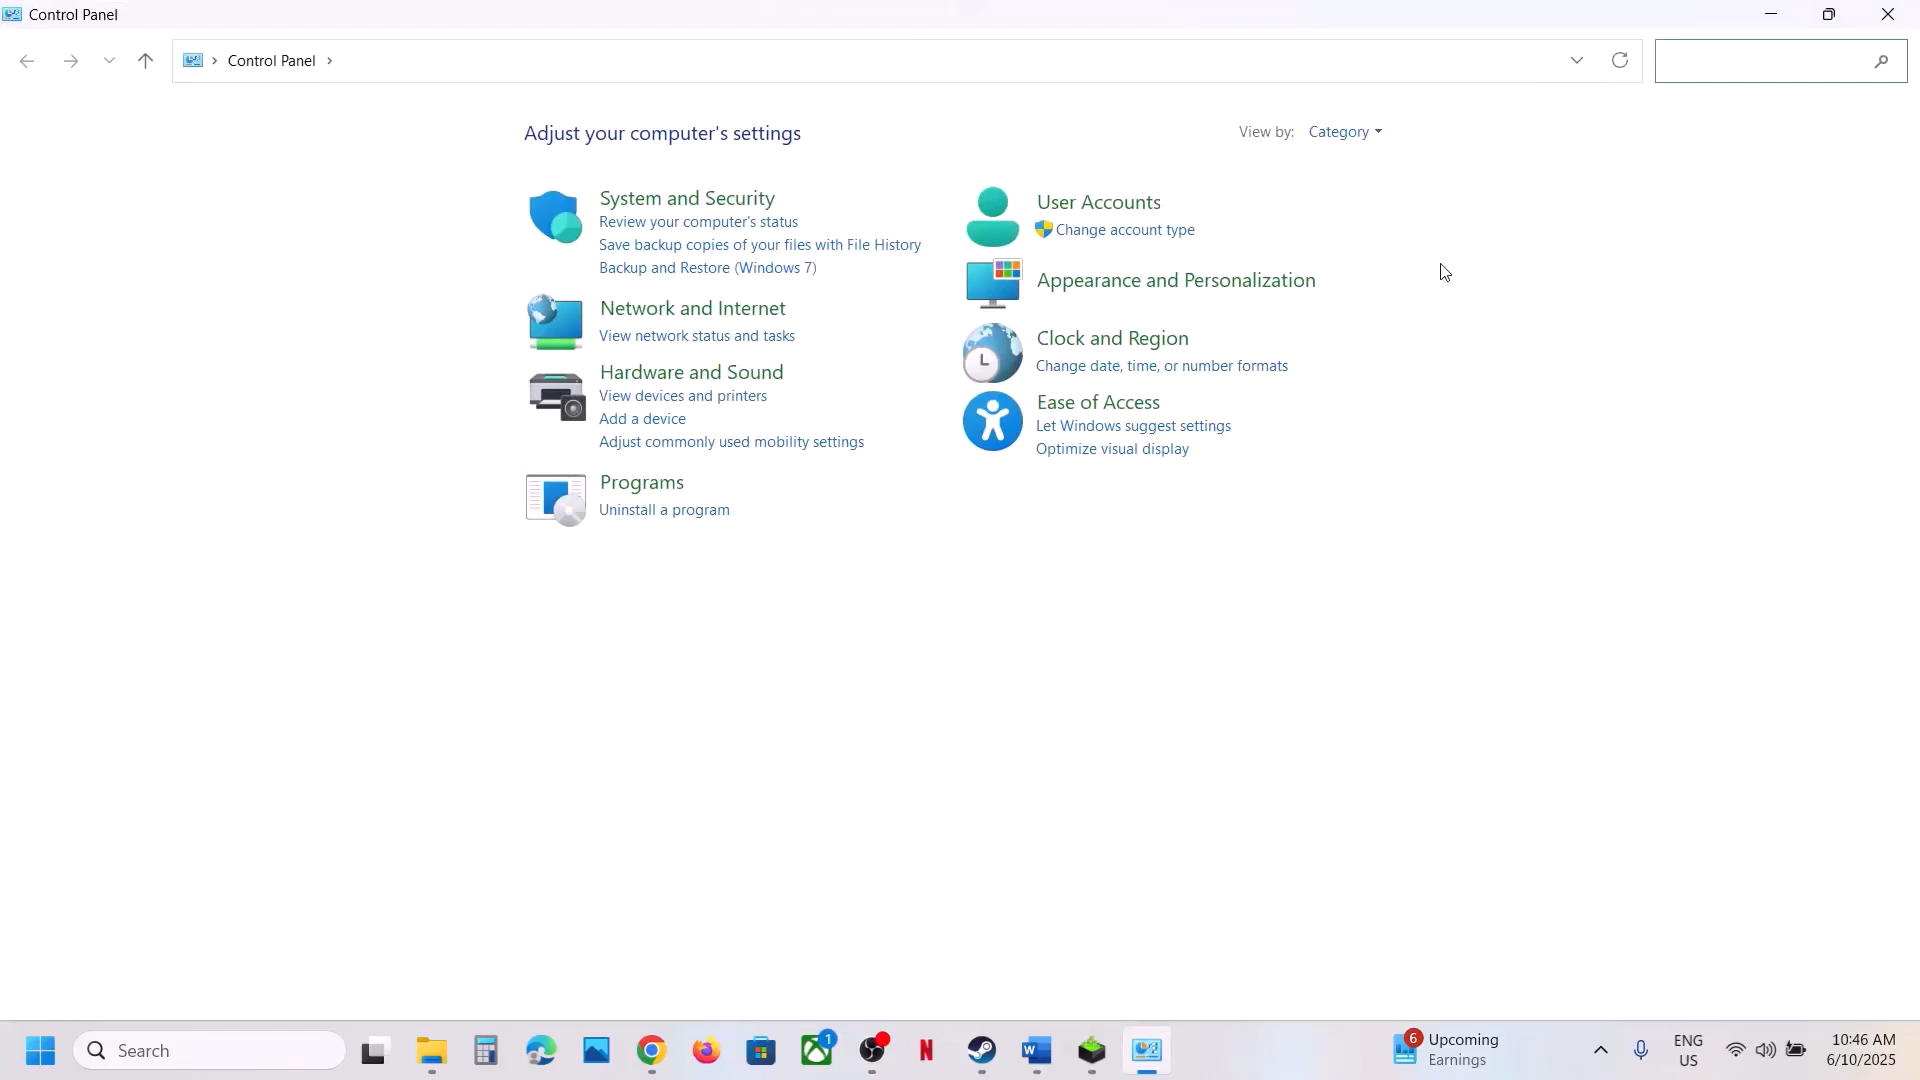 Control Panel
Control Panel
Adjust your computer's settings
View by: Category
System and Security
Review your computer's status
Save backup copies of your files with File History
Backup and Restore (Windows 7)
Network and Internet
View network status and tasks
Hardware and Sound
View devices and printers
Add a device
Adjust commonly used mobility settings
Programs
Uninstall a program
User Accounts
Change account type
Appearance and Personalization
Clock and Region
Change date, time, or number formats
Ease of Access
Let Windows suggest settings
Optimize visual display
Search
1
N
W
6
Upcoming
Earnings
ENG
US
10:46 AM
6/10/2025